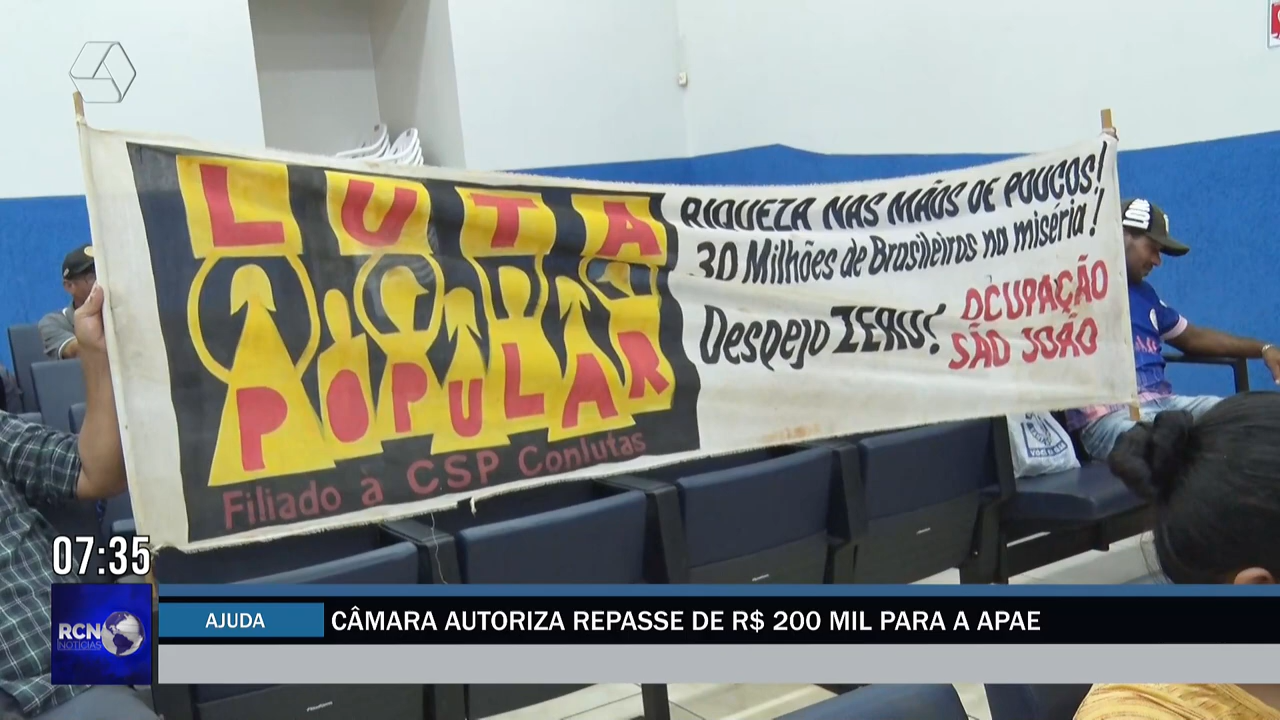 LUTA
POPULAR
Filiado à CSP Conlutas
RIQUEZA NAS MÃOS DE POUCOS!
30 Milhões de Brasileiros na miséria!
Despejo ZERO!
OCUPAÇÃO
SÃO JOÃO
07:35
RCN
NOTÍCIAS
AJUDA
CÂMARA AUTORIZA REPASSE DE R$ 200 MIL PARA A APAE